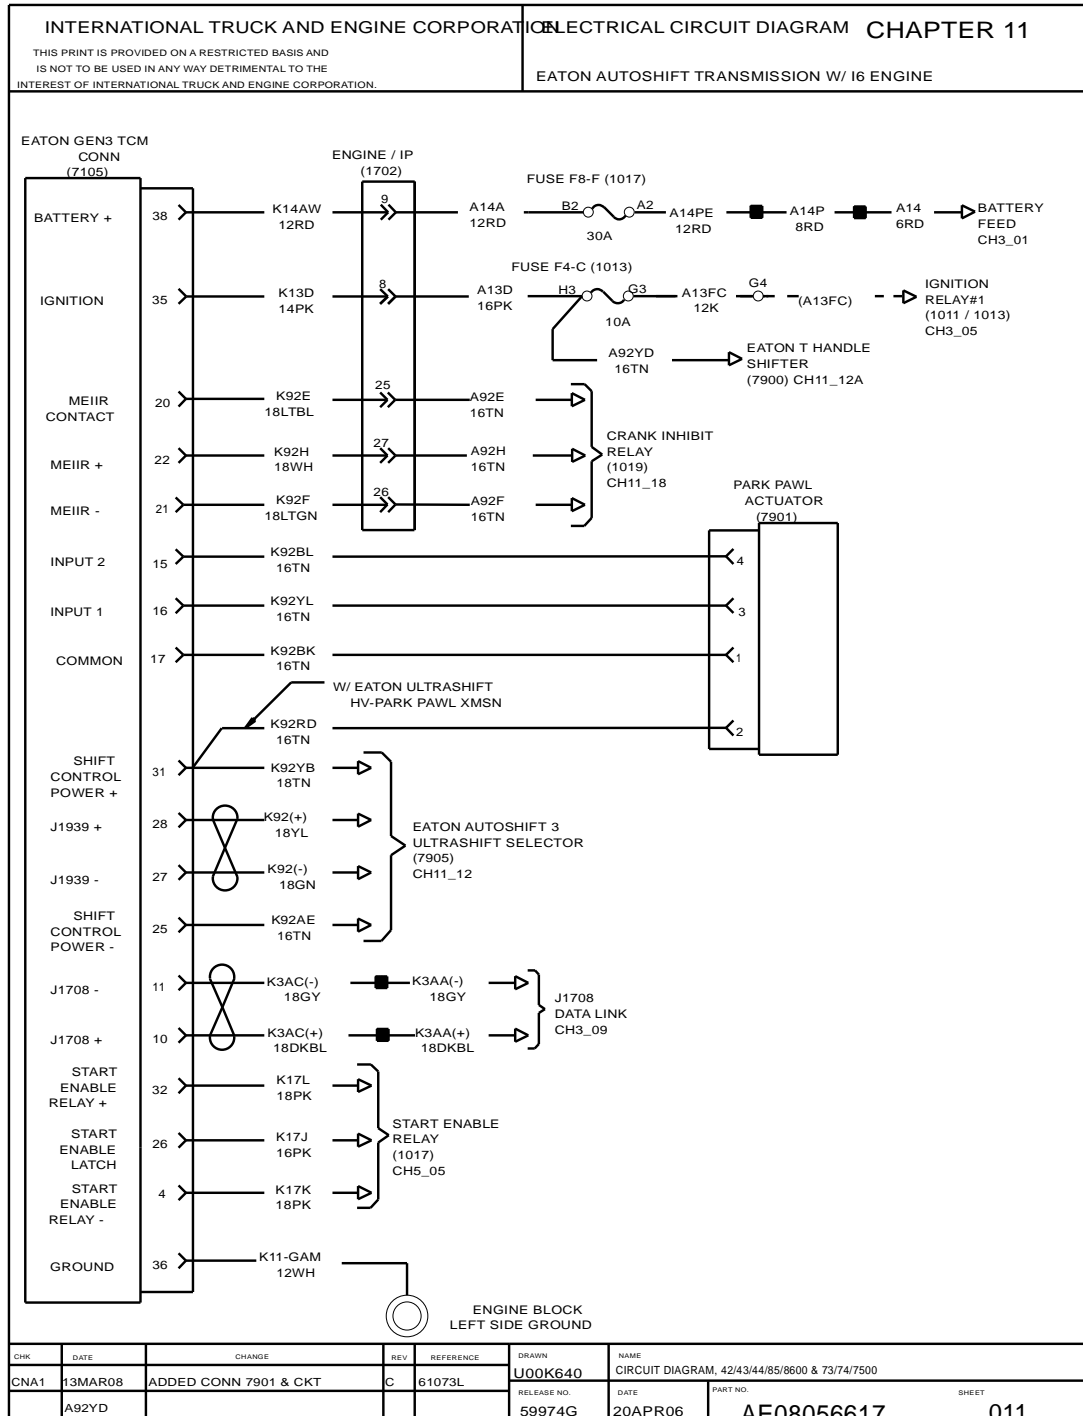 INTERNATIONAL TRUCK AND ENGINE CORPORATION
ELECTRICAL CIRCUIT DIAGRAM CHAPTER 11
THIS PRINT IS PROVIDED ON A RESTRICTED BASIS AND
IS NOT TO BE USED IN ANY WAY DETRIMENTAL TO THE
INTEREST OF INTERNATIONAL TRUCK AND ENGINE CORPORATION.
EATON AUTOSHIFT TRANSMISSION W/ I6 ENGINE
EATON GEN3 TCM
CONN
(7105)
ENGINE / IP
(1702)
FUSE F8-F (1017)
BATTERY +
38
K14AW
12RD
9
A14A
12RD
B2
A2
30A
A14PE
12RD
A14P
8RD
A14
6RD
BATTERY
FEED
CH3_01
FUSE F4-C (1013)
IGNITION
35
K13D
14PK
8
A13D
16PK
H3
G3
10A
A13FC
12K
G4
(A13FC)
IGNITION
RELAY#1
(1011 / 1013)
CH3_05
A92YD
16TN
EATON T HANDLE
SHIFTER
(7900) CH11_12A
MEIIR
CONTACT
20
K92E
18LTBL
25
A92E
16TN
MEIIR +
22
K92H
18WH
27
A92H
16TN
MEIIR -
21
K92F
18LTGN
26
A92F
16TN
CRANK INHIBIT
RELAY
(1019)
CH11_18
PARK PAWL
ACTUATOR
(7901)
INPUT 2
15
K92BL
16TN
4
INPUT 1
16
K92YL
16TN
3
COMMON
17
K92BK
16TN
1
W/ EATON ULTRASHIFT
HV-PARK PAWL XMSN
K92RD
16TN
2
SHIFT
CONTROL
POWER +
31
K92YB
18TN
J1939 +
28
K92(+)
18YL
J1939 -
27
K92(-)
18GN
SHIFT
CONTROL
POWER -
25
K92AE
16TN
EATON AUTOSHIFT 3
ULTRASHIFT SELECTOR
(7905)
CH11_12
J1708 -
11
K3AC(-)
18GY
K3AA(-)
18GY
J1708 +
10
K3AC(+)
18DKBL
K3AA(+)
18DKBL
J1708
DATA LINK
CH3_09
START
ENABLE
RELAY +
32
K17L
18PK
START
ENABLE
LATCH
26
K17J
16PK
START
ENABLE
RELAY -
4
K17K
18PK
START ENABLE
RELAY
(1017)
CH5_05
GROUND
36
K11-GAM
12WH
ENGINE BLOCK
LEFT SIDE GROUND
CHK DATE CHANGE REV REFERENCE
CNA1 13MAR08 ADDED CONN 7901 & CKT C 61073L
A92YD
DRAWN
U00K640
NAME
CIRCUIT DIAGRAM, 42/43/44/85/8600 & 73/74/7500
RELEASE NO.
59974G
DATE
20APR06
PART NO.
AE08056617
SHEET
011